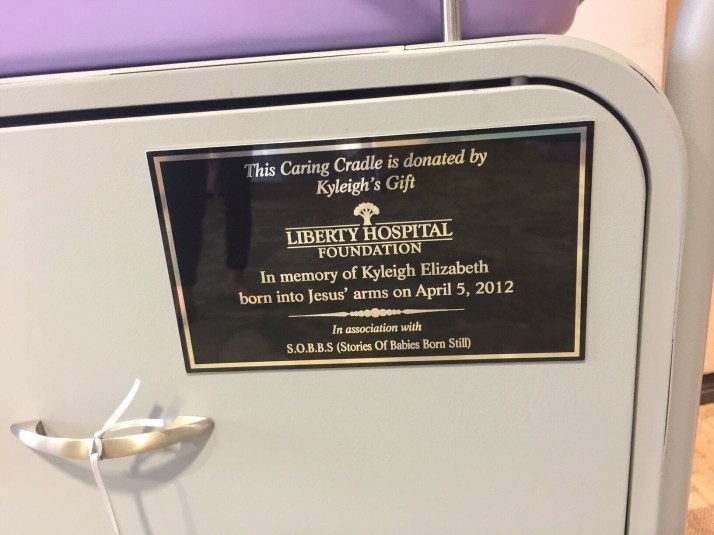 This Caring Cradle is donated by
Kyleigh's Gift
LIBERTY HOSPITAL
FOUNDATION
In memory of Kyleigh Elizabeth
born into Jesus' arms on April 5, 2012
In association with
S.O.B.B.S (Stories Of Babies Born Still)